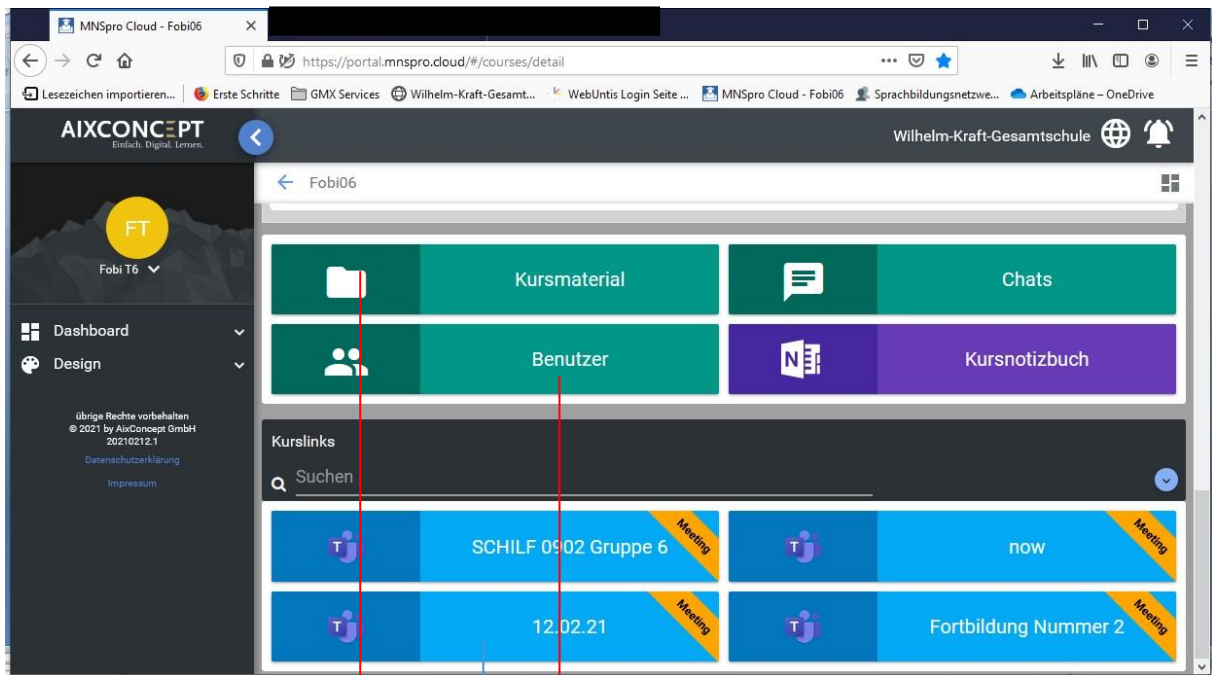 MNSpro Cloud - Fobi06
https://portal.mnspro.cloud/#/courses/detail
Lesezeichen importieren... Erste Schritte GMX Services Wilhelm-Kraft-Gesamt... WebUntis Login Seite ... MNSpro Cloud - Fobi06 Sprachbildungsnetzwe... Arbeitspläne – OneDrive
AIXCONCEPT
Einfach. Digital. Lernen.
Wilhelm-Kraft-Gesamtschule
Fobi06
FT
Fobi T6
Kursmaterial
Chats
Dashboard
Design
Benutzer
N
Kursnotizbuch
übrige Rechte vorbehalten
© 2021 by AixConcept GmbH
20210212.1
Datenschutzerklärung
Impressum
Kurslinks
Suchen
T
SCHILF 0902 Gruppe 6
Meeting
T
now
Meeting
T
12.02.21
Meeting
T
Fortbildung Nummer 2
Meeting